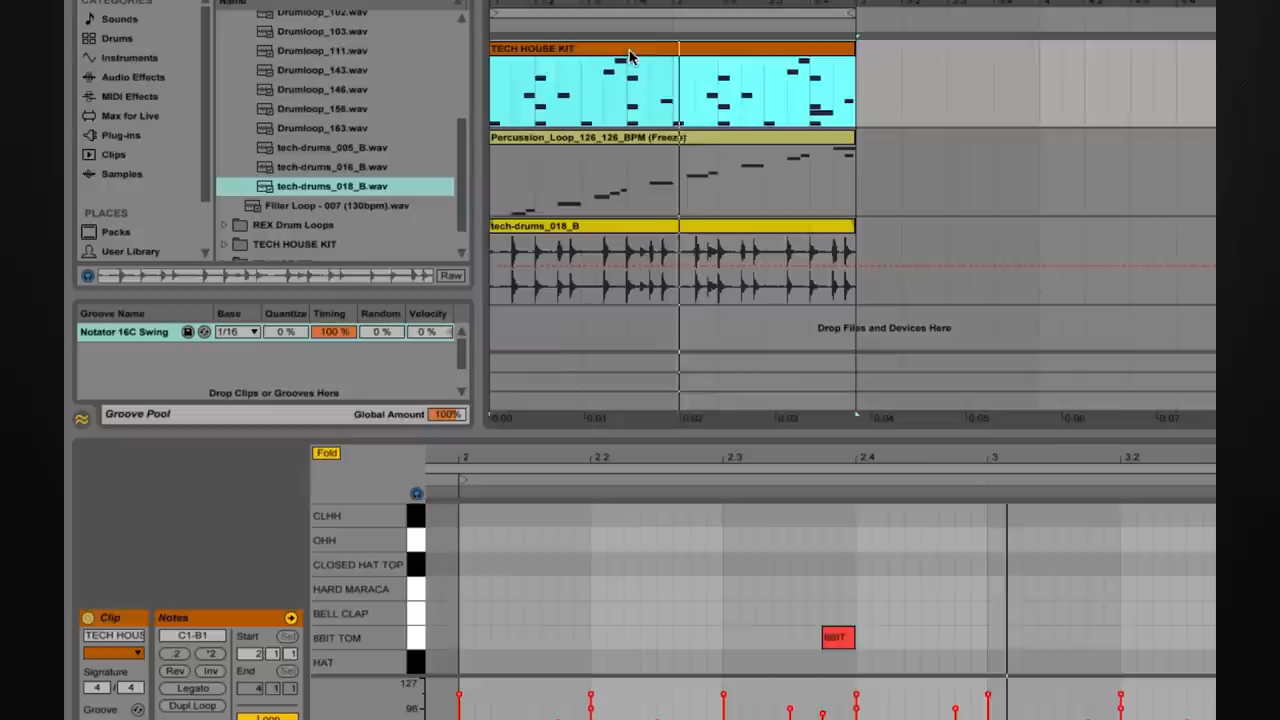 CATEGORIES
Name
Sounds
Drums
Instruments
Audio Effects
MIDI Effects
Max for Live
Plug-ins
Clips
Samples
PLACES
Packs
User Library
Drumloop_102.wav
Drumloop_103.wav
Drumloop_111.wav
Drumloop_143.wav
Drumloop_146.wav
Drumloop_156.wav
Drumloop_163.wav
tech-drums_005_B.wav
tech-drums_016_B.wav
tech-drums_018_B.wav
Filler Loop - 007 (130bpm).wav
REX Drum Loops
TECH HOUSE KIT
Raw
Groove Name Base Quantize Timing Random Velocity
Notator 16C Swing 1/16 0 % 100 % 0 % 0 %
Drop Clips or Grooves Here
Groove Pool Global Amount 100%
TECH HOUSE KIT
Percussion_Loop_126_126_BPM (Freeze)
tech-drums_018_B
Drop Files and Devices Here
0:00 0:01 0:02 0:03 0:04 0:05 0:06 0:07
Fold
2 2.2 2.3 2.4 3 3.2
CLHH
OHH
CLOSED HAT TOP
HARD MARACA
BELL CLAP
8BIT TOM
8BIT
HAT
127
96
Clip
TECH HOUS
Signature
4 / 4
Groove
Notes
C1-B1
:2 *2
Rev Inv
Legato
Dupl.Loop
Start Set
2 1 1
End Set
4 1 1
Loop